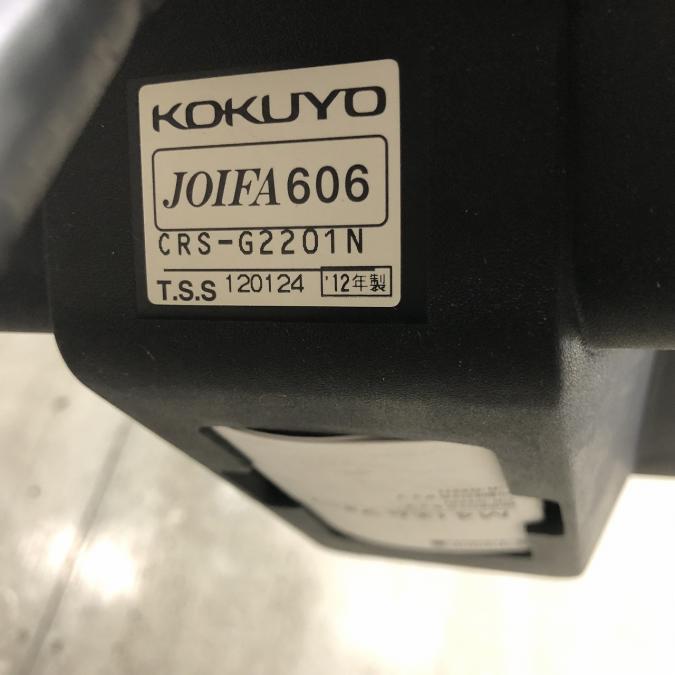 KOKUYO
JOIFA606
CRS-G2201N
T.S.S 120124 '12年製